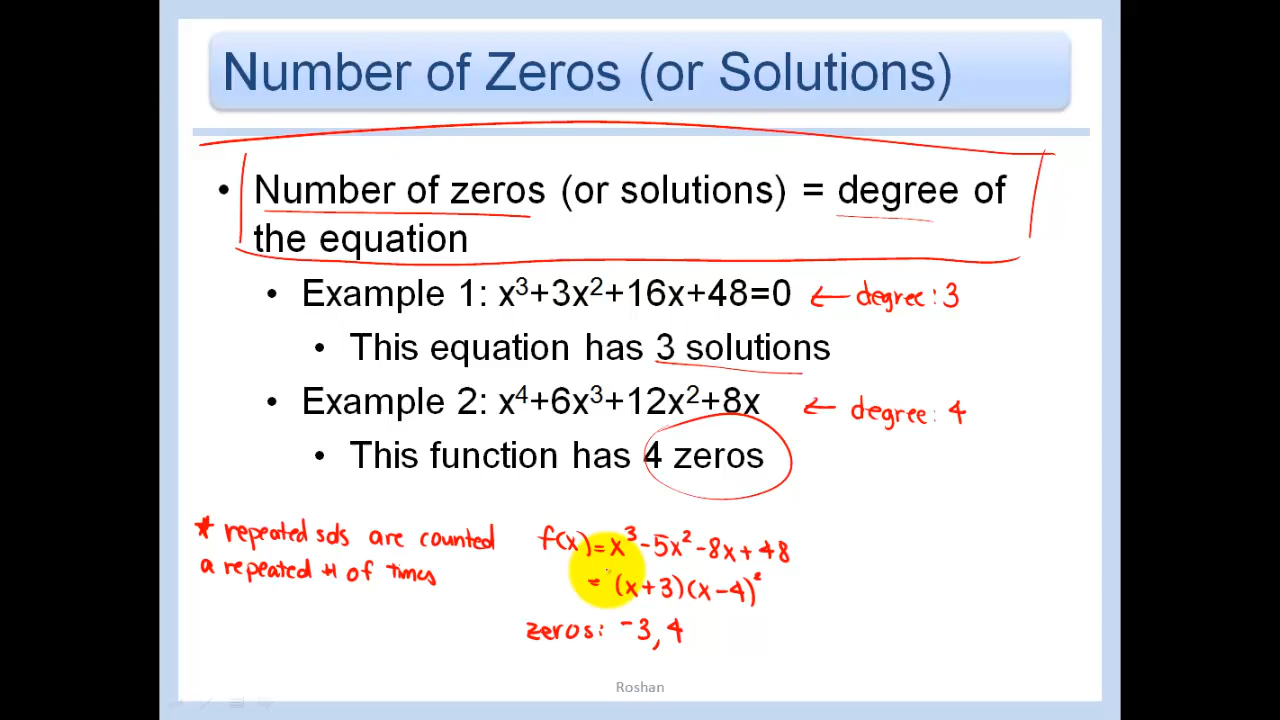 Number of Zeros (or Solutions)
• Number of zeros (or solutions) = degree of
the equation
• Example 1: x³+3x²+16x+48=0 ← degree: 3
• This equation has 3 solutions
• Example 2: x⁴+6x³+12x²+8x ← degree: 4
• This function has 4 zeros
* repeated sols are counted
a repeated # of times
f(x) = x³ - 5x² - 8x + 48
= (x+3)(x-4)²
zeros: -3, 4
Roshan